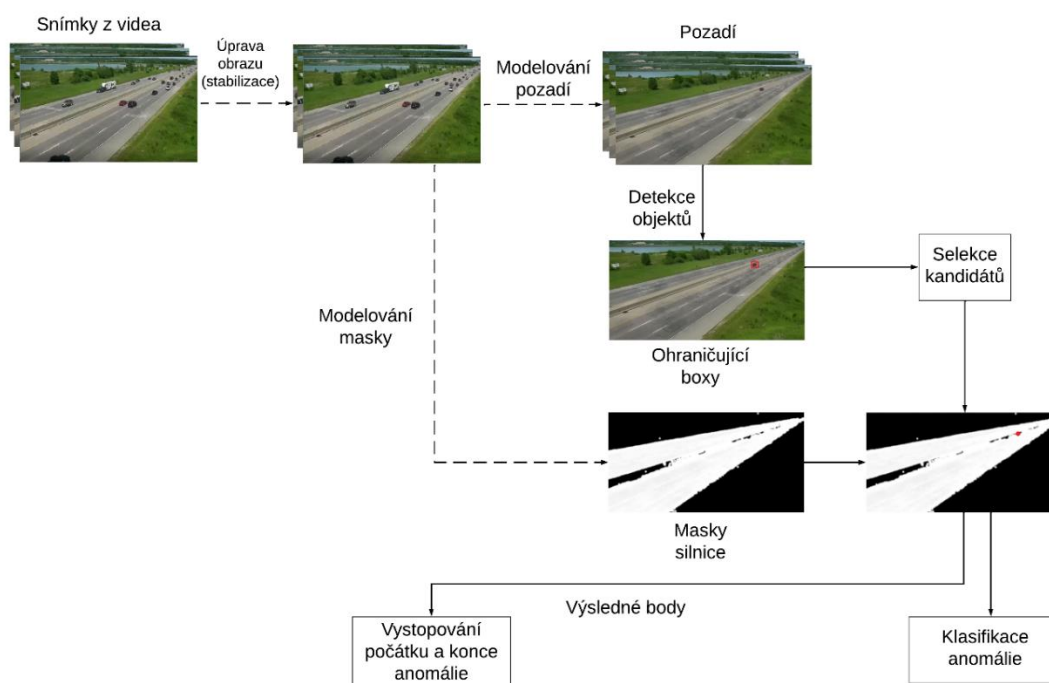 Snímky z videa
Úprava
obrazu
(stabilizace)
Modelování
pozadí
Pozadí
Detekce
objektů
Selekce
kandidátů
Modelování
masky
Ohraničující
boxy
Masky
silnice
Výsledné body
Vystopování
počátku a konce
anomálie
Klasifikace
anomálie